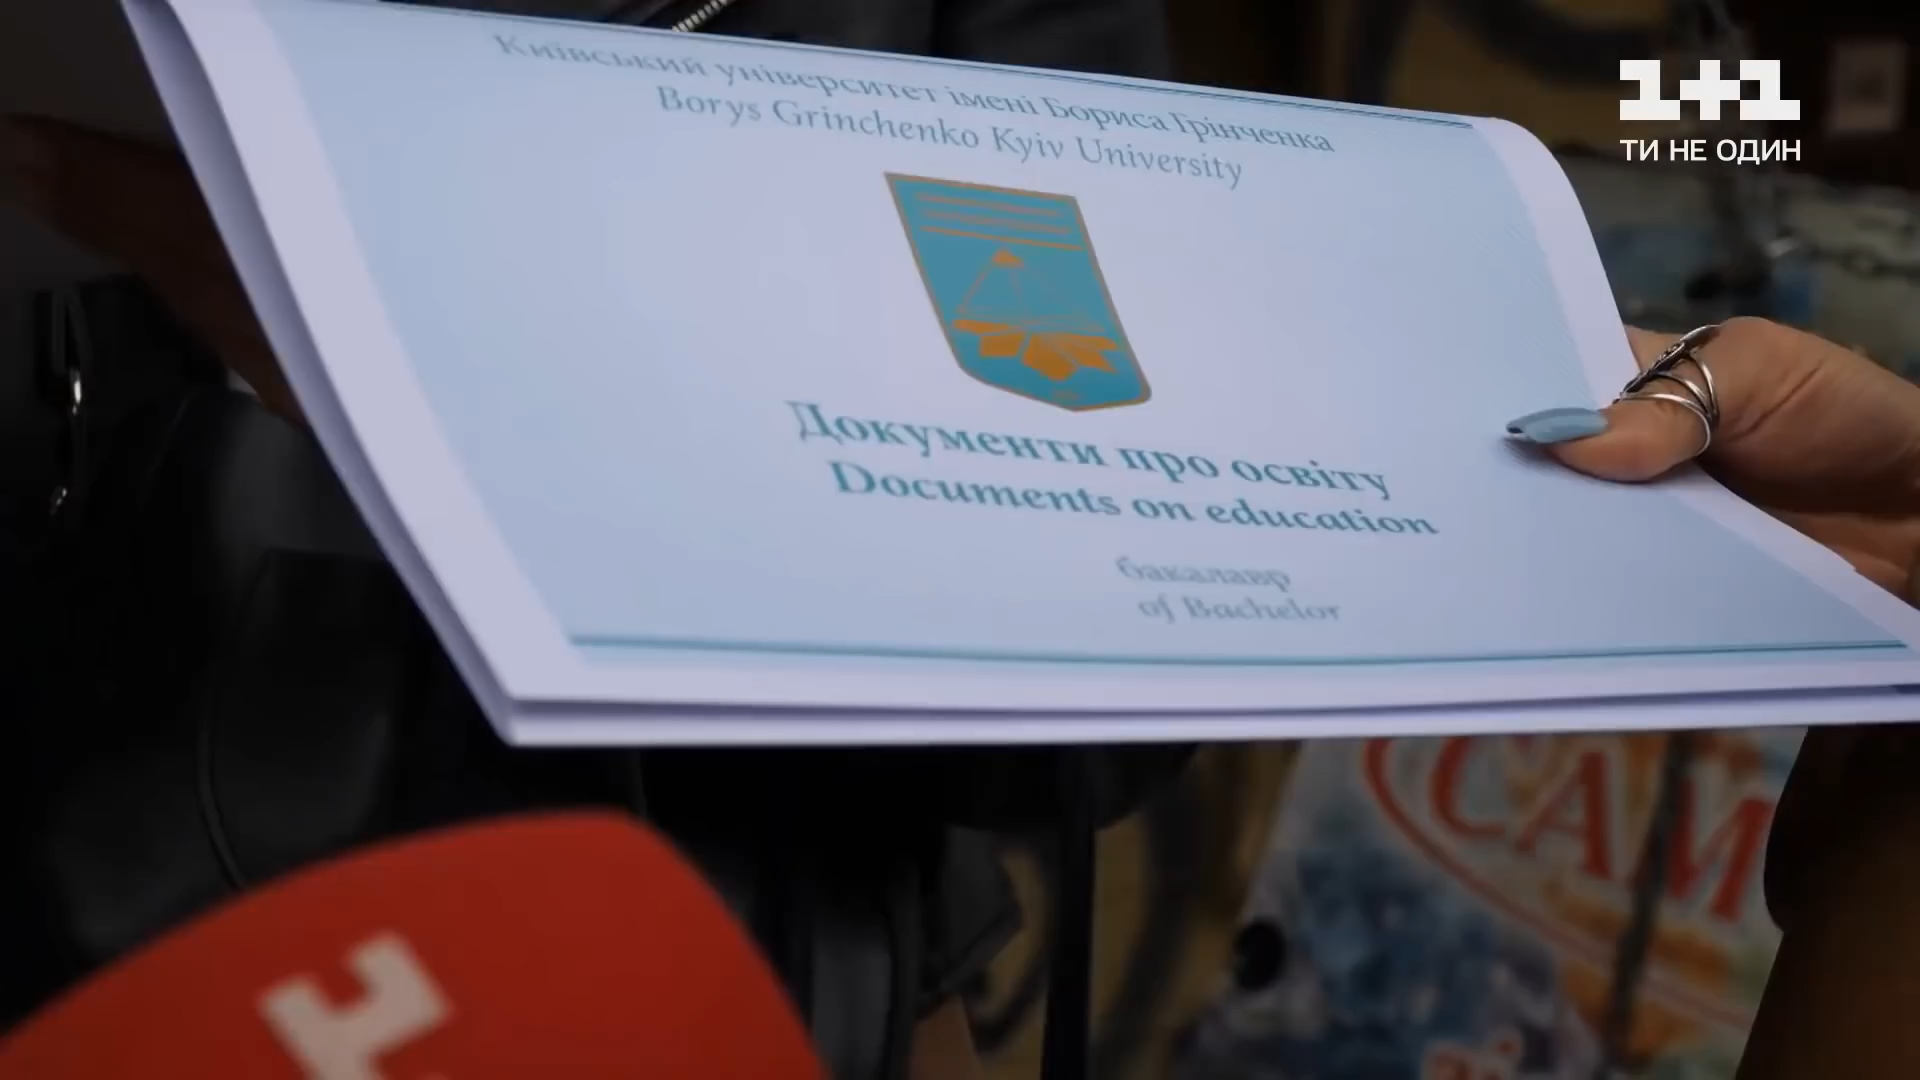 1+1
ТИ НЕ ОДИН
Київський університет імені Бориса Грінченка
Borys Grinchenko Kyiv University
Документи про освіту
Documents on education
бакалавр
of Bachelor
САМ